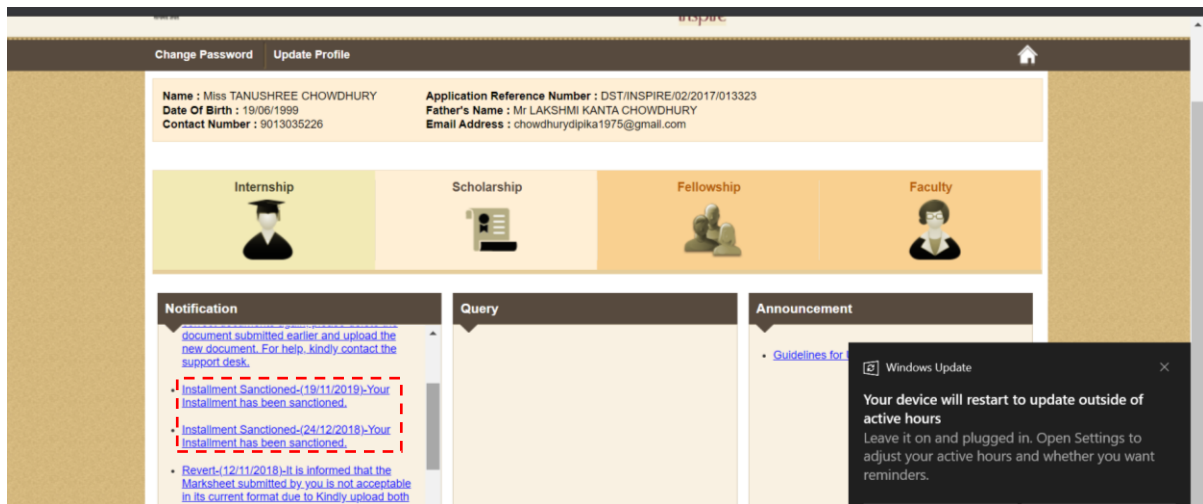 Change Password Update Profile
Name : Miss TANUSHREE CHOWDHURY
Date Of Birth : 19/06/1999
Contact Number : 9013035226
Application Reference Number : DST/INSPIRE/02/2017/013323
Father's Name : Mr LAKSHMI KANTA CHOWDHURY
Email Address : chowdhurydipika1975@gmail.com
Internship
Scholarship
Fellowship
Faculty
Notification
document submitted earlier and upload the
new document. For help, kindly contact the
support desk.
Installment Sanctioned-(19/11/2019)-Your
Installment has been sanctioned.
Installment Sanctioned-(24/12/2018)-Your
Installment has been sanctioned.
Revert-(12/11/2018)-It is informed that the
Marksheet submitted by you is not acceptable
in its current format due to Kindly upload both
Query
Announcement
Guidelines for
Windows Update
Your device will restart to update outside of
active hours
Leave it on and plugged in. Open Settings to
adjust your active hours and whether you want
reminders.